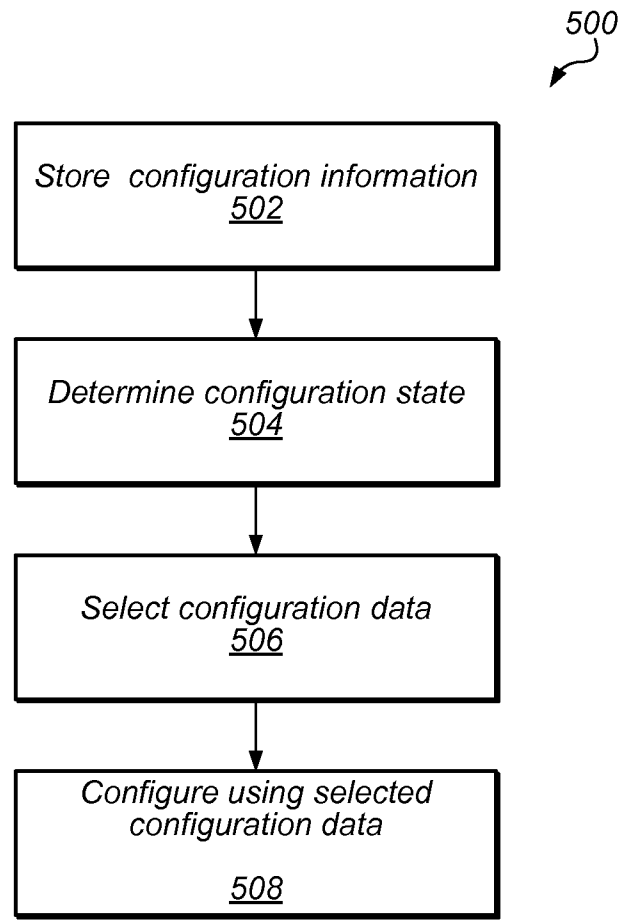 500
Store configuration information
502
Determine configuration state
504
Select configuration data
506
Configure using selected
configuration data
508